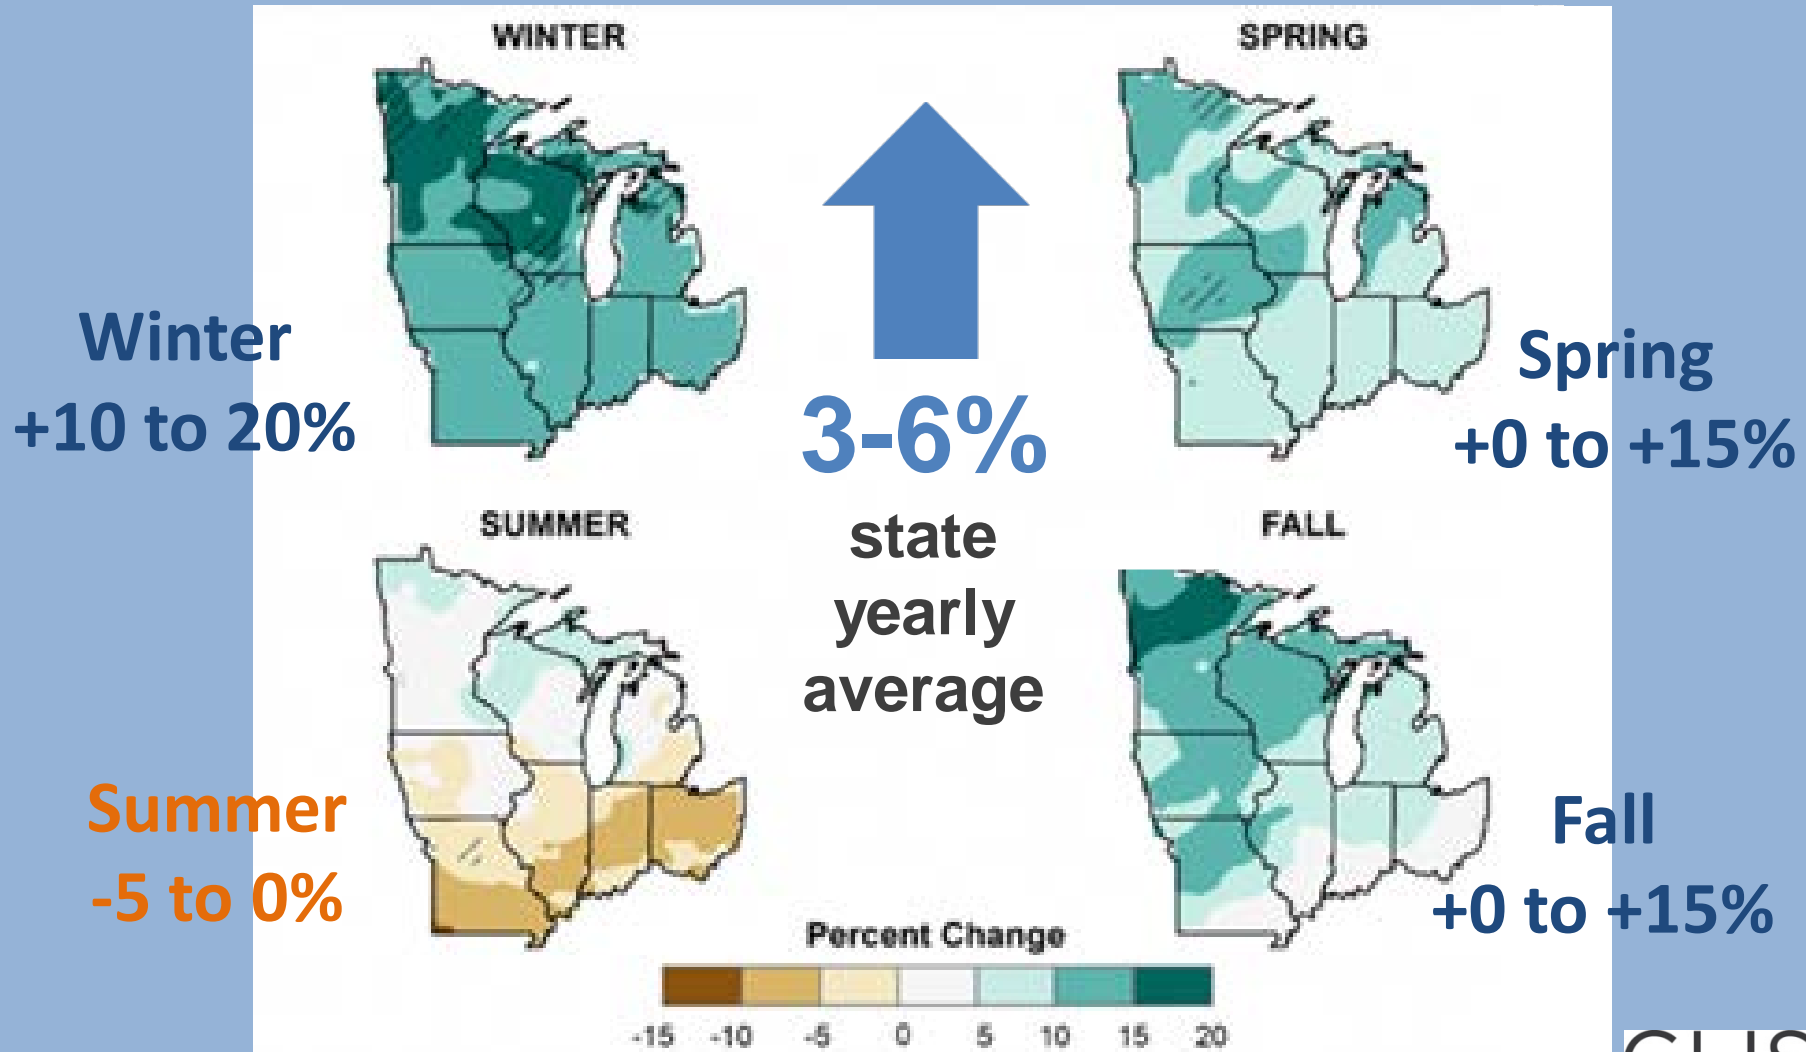 WINTER
SPRING
Winter
+10 to 20%
3-6%
state
yearly
average
Spring
+0 to +15%
SUMMER
FALL
Summer
-5 to 0%
Fall
+0 to +15%
Percent Change
-15 -10 -5 0 5 10 15 20